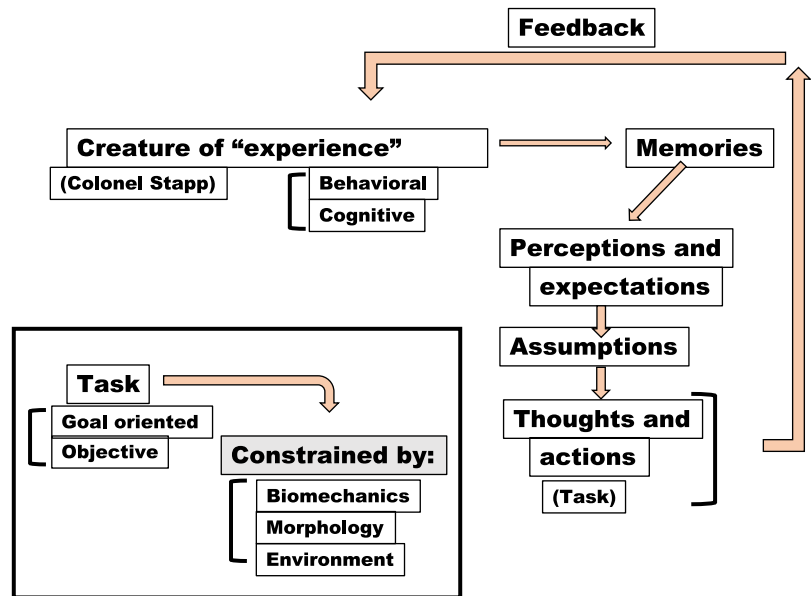 Feedback
Creature of “experience”
Memories
(Colonel Stapp)
Behavioral
Cognitive
Perceptions and
expectations
Assumptions
Thoughts and
actions
(Task)
Task
Goal oriented
Objective
Constrained by:
Biomechanics
Morphology
Environment